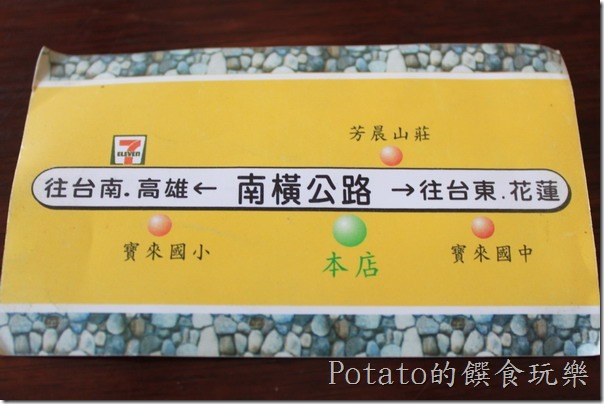 芳晨山莊
7
ELEVEN
往台南.高雄← 南橫公路 →往台東.花蓮
寶來國小 本店 寶來國中
Potato的饌食玩樂